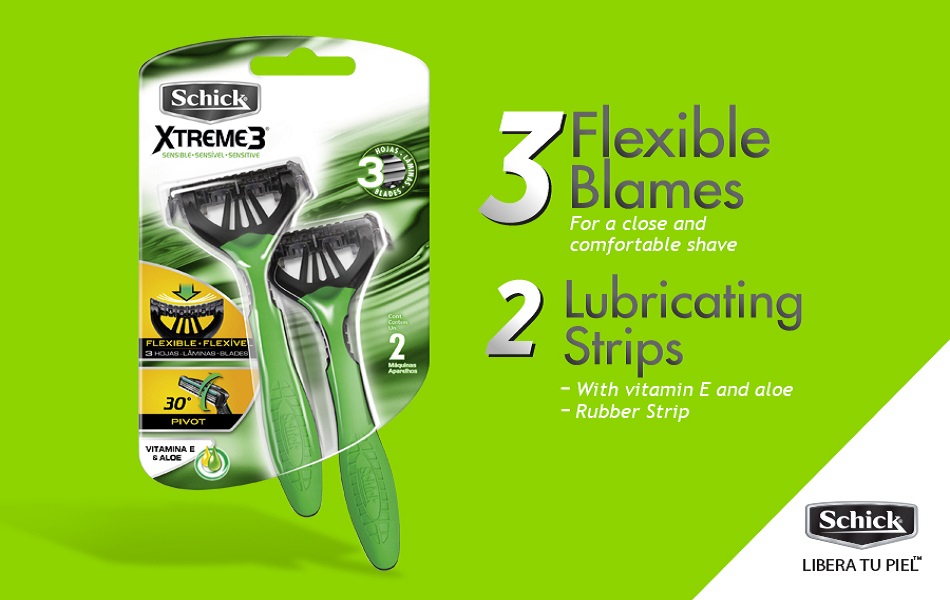 Schick
XTREME3
SENSIBLE • SENSÍVEL • SENSITIVE
3
HOJAS • LÂMINAS
BLADES
FLEXIBLE • FLEXÍVEL
3 HOJAS - LÂMINAS - BLADES
30°
PIVOT
VITAMINA E
& ALOE
Cont.
2
Máquinas
Aparelhos
3 Flexible
Blames
For a close and
comfortable shave
2 Lubricating
Strips
– With vitamin E and aloe
– Rubber Strip
Schick
LIBERA TU PIEL™